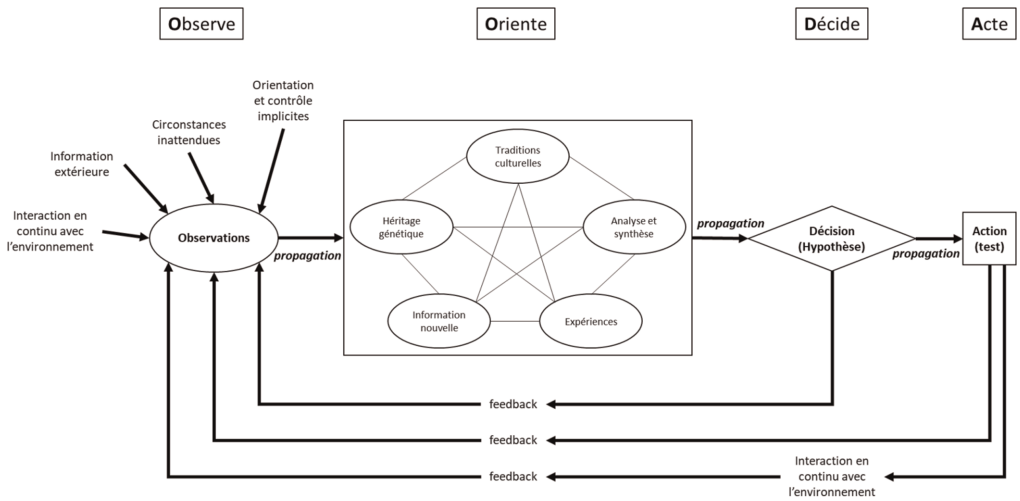 Observe
Oriente
Décide
Acte
Orientation
et contrôle
implicites
Circonstances
inattendues
Information
extérieure
Interaction en
continu avec
l'environnement
Observations
propagation
Traditions
culturelles
Héritage
génétique
Analyse et
synthèse
Information
nouvelle
Expériences
propagation
Décision
(Hypothèse)
propagation
Action
(test)
feedback
feedback
feedback
Interaction en
continu avec
l'environnement